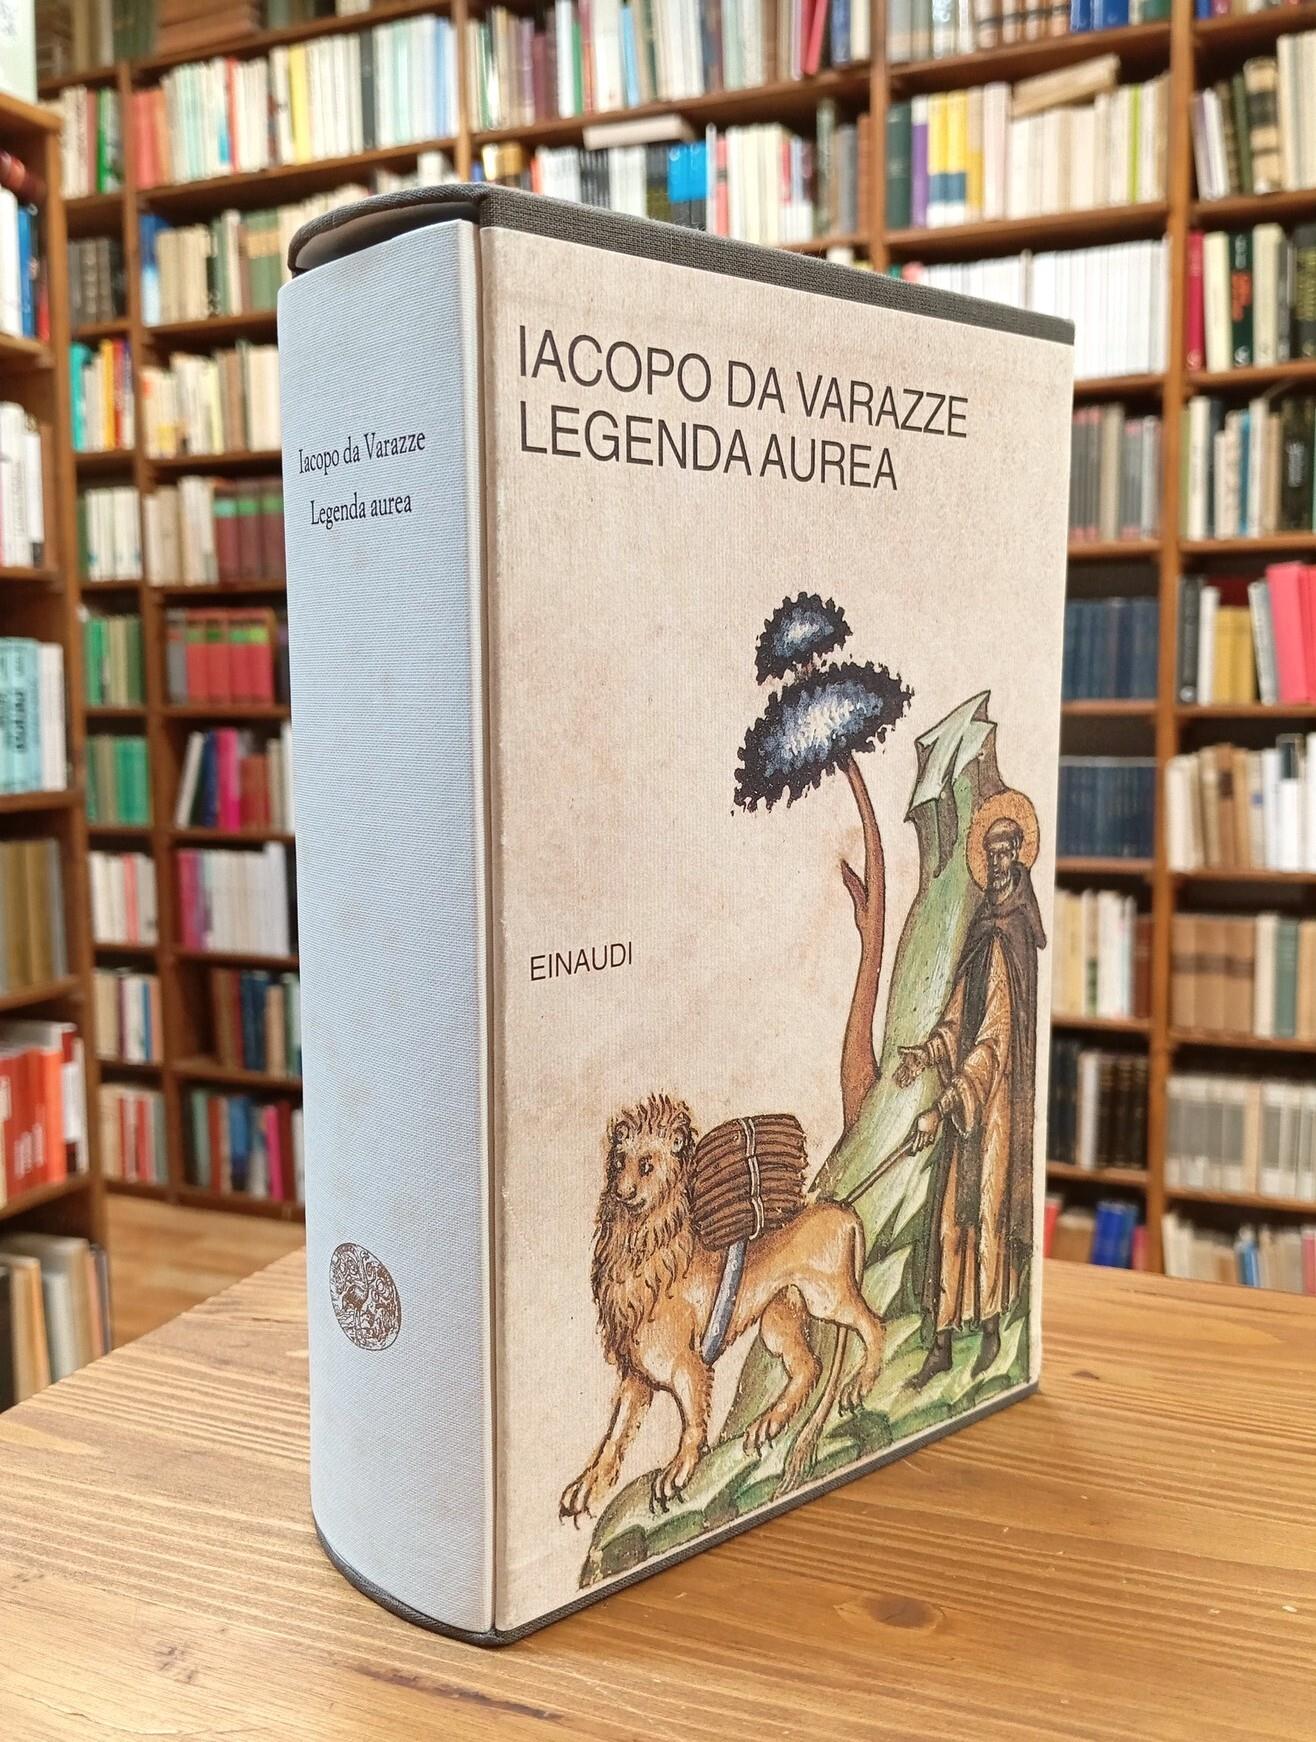 Iacopo da Varazze
Legenda aurea
IACOPO DA VARAZZE
LEGENDA AUREA
EINAUDI